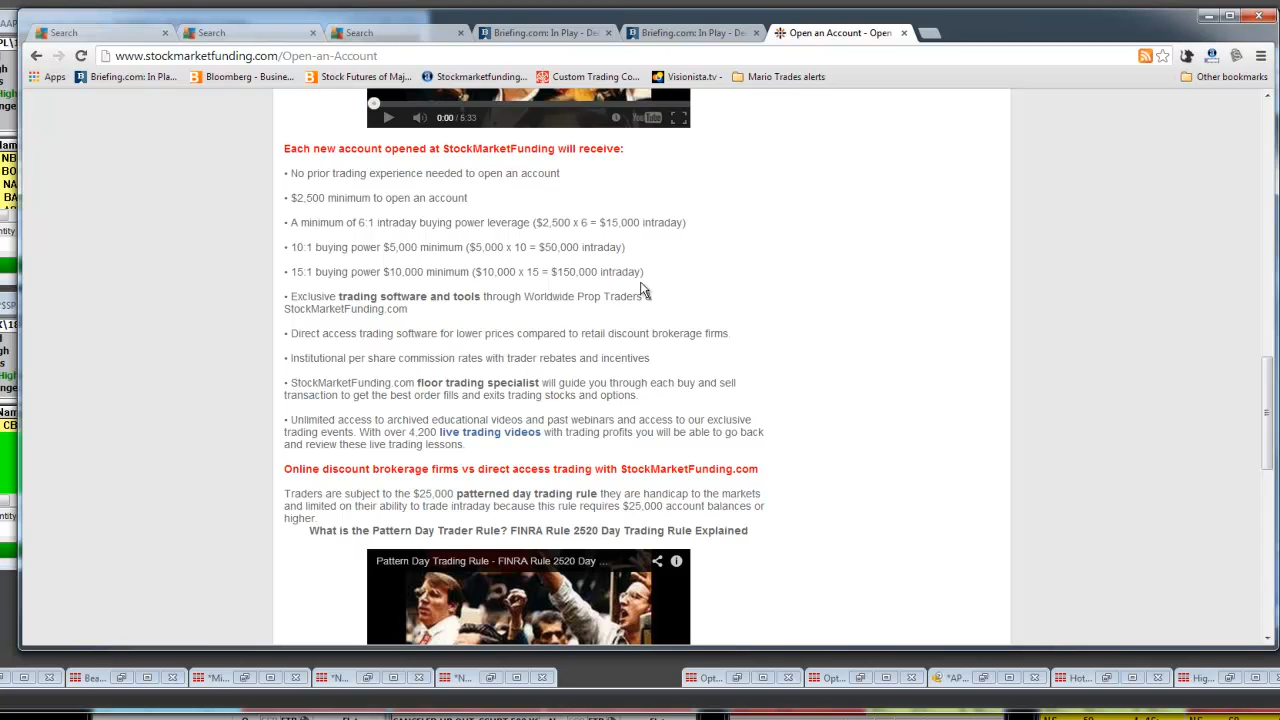 AAP
Search
Search
Search
Briefing.com: In Play - De
Briefing.com: In Play - De
Open an Account - Open
www.stockmarketfunding.com/Open-an-Account
Apps
Briefing.com: In Pla...
Bloomberg - Busine...
Stock Futures of Maj...
Stockmarketfunding...
Custom Trading Co...
Visionista.tv -
Mario Trades alerts
Other bookmarks
0:00 / 5:33
YouTube
Each new account opened at StockMarketFunding will receive:
• No prior trading experience needed to open an account
• $2,500 minimum to open an account
• A minimum of 6:1 intraday buying power leverage ($2,500 x 6 = $15,000 intraday)
• 10:1 buying power $5,000 minimum ($5,000 x 10 = $50,000 intraday)
• 15:1 buying power $10,000 minimum ($10,000 x 15 = $150,000 intraday)
• Exclusive trading software and tools through Worldwide Prop Traders
StockMarketFunding.com
• Direct access trading software for lower prices compared to retail discount brokerage firms.
• Institutional per share commission rates with trader rebates and incentives
• StockMarketFunding.com floor trading specialist will guide you through each buy and sell
transaction to get the best order fills and exits trading stocks and options.
• Unlimited access to archived educational videos and past webinars and access to our exclusive
trading events. With over 4,200 live trading videos with trading profits you will be able to go back
and review these live trading lessons.
Online discount brokerage firms vs direct access trading with StockMarketFunding.com
Traders are subject to the $25,000 patterned day trading rule they are handicap to the markets
and limited on their ability to trade intraday because this rule requires $25,000 account balances or
higher.
What is the Pattern Day Trader Rule? FINRA Rule 2520 Day Trading Rule Explained
Pattern Day Trading Rule - FINRA Rule 2520 Day ...
Bea...
*Mi...
*N...
*N...
Opt...
Opt...
*AP...
Hot...
Hig...